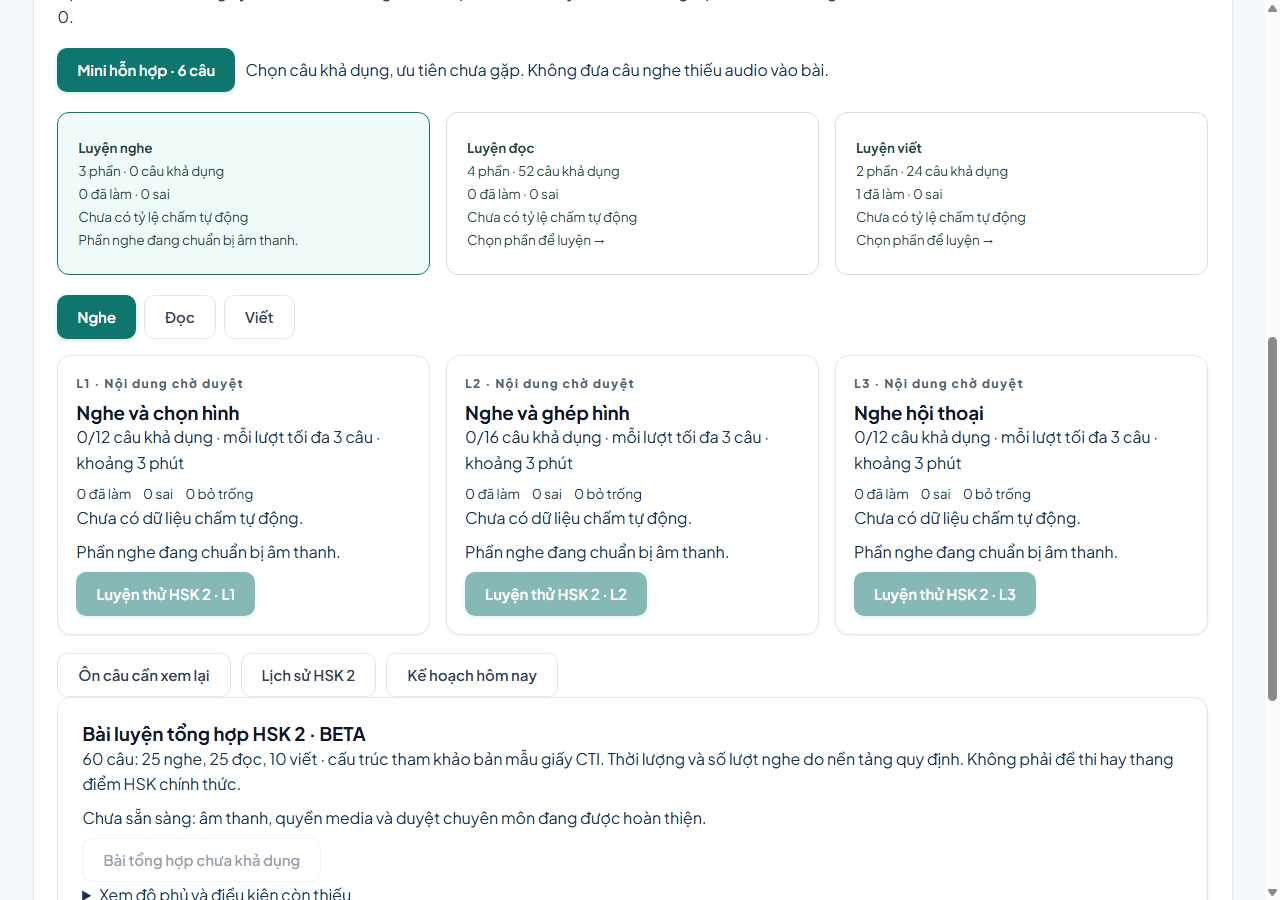 0.
Mini hỗn hợp · 6 câu
Chọn câu khả dụng, ưu tiên chưa gặp. Không đưa câu nghe thiếu audio vào bài.
Luyện nghe
3 phần · 0 câu khả dụng
0 đã làm · 0 sai
Chưa có tỷ lệ chấm tự động
Phần nghe đang chuẩn bị âm thanh.
Luyện đọc
4 phần · 52 câu khả dụng
0 đã làm · 0 sai
Chưa có tỷ lệ chấm tự động
Chọn phần để luyện →
Luyện viết
2 phần · 24 câu khả dụng
1 đã làm · 0 sai
Chưa có tỷ lệ chấm tự động
Chọn phần để luyện →
Nghe
Đọc
Viết
L1 · Nội dung chờ duyệt
Nghe và chọn hình
0/12 câu khả dụng · mỗi lượt tối đa 3 câu ·
khoảng 3 phút
0 đã làm 0 sai 0 bỏ trống
Chưa có dữ liệu chấm tự động.
Phần nghe đang chuẩn bị âm thanh.
Luyện thử HSK 2 · L1
L2 · Nội dung chờ duyệt
Nghe và ghép hình
0/16 câu khả dụng · mỗi lượt tối đa 3 câu ·
khoảng 3 phút
0 đã làm 0 sai 0 bỏ trống
Chưa có dữ liệu chấm tự động.
Phần nghe đang chuẩn bị âm thanh.
Luyện thử HSK 2 · L2
L3 · Nội dung chờ duyệt
Nghe hội thoại
0/12 câu khả dụng · mỗi lượt tối đa 3 câu ·
khoảng 3 phút
0 đã làm 0 sai 0 bỏ trống
Chưa có dữ liệu chấm tự động.
Phần nghe đang chuẩn bị âm thanh.
Luyện thử HSK 2 · L3
Ôn câu cần xem lại
Lịch sử HSK 2
Kế hoạch hôm nay
Bài luyện tổng hợp HSK 2 · BETA
60 câu: 25 nghe, 25 đọc, 10 viết · cấu trúc tham khảo bản mẫu giấy CTI. Thời lượng và số lượt nghe do nền tảng quy định. Không phải đề thi hay thang
điểm HSK chính thức.
Chưa sẵn sàng: âm thanh, quyền media và duyệt chuyên môn đang được hoàn thiện.
Bài tổng hợp chưa khả dụng
▶ Xem độ phủ và điều kiện còn thiếu